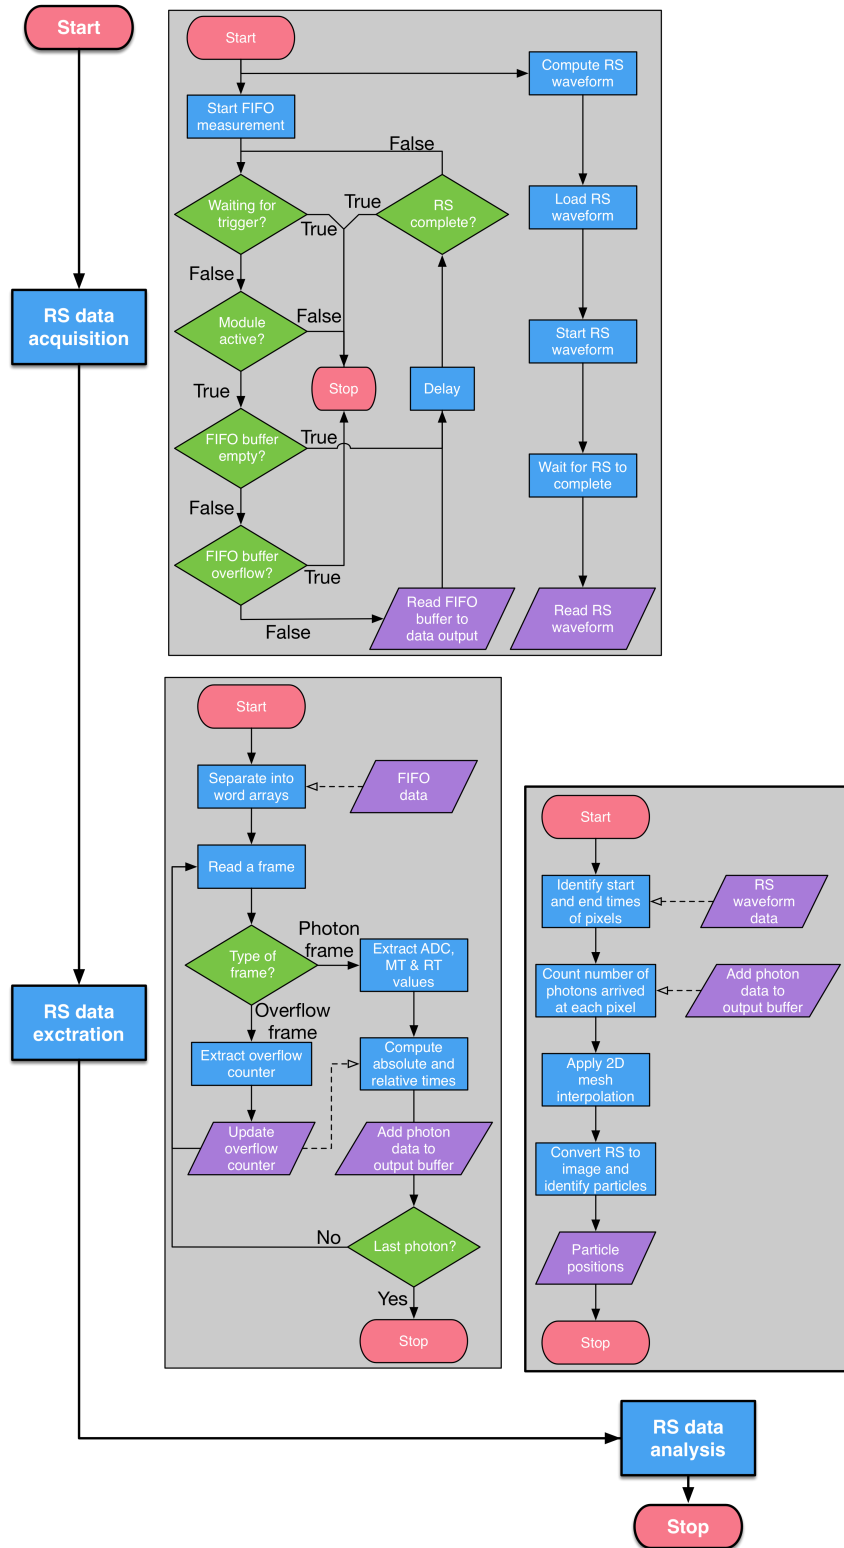 Start
RS data
acquisition
RS data
exctration
Start
Compute RS
waveform
Start FIFO
measurement
False
Waiting for
trigger?
True
True
RS
complete?
Load RS
waveform
False
Module
active?
False
Start RS
waveform
True
Stop
Delay
FIFO buffer
empty?
True
Wait for RS to
complete
False
FIFO buffer
overflow?
True
False
Read FIFO
buffer to
data output
Read RS
waveform
Start
Separate into
word arrays
FIFO
data
Read a frame
Type of
frame?
Photon
frame
Extract ADC,
MT & RT
values
Overflow
frame
Extract overflow
counter
Compute
absolute and
relative times
Update
overflow
counter
Add photon
data to
output buffer
No
Last photon?
Yes
Stop
Start
Identify start
and end times
of pixels
RS
waveform
data
Count number of
photons arrived
at each pixel
Add photon
data to
output buffer
Apply 2D
mesh
interpolation
Convert RS to
image and
identify particles
Particle
positions
Stop
RS data
analysis
Stop